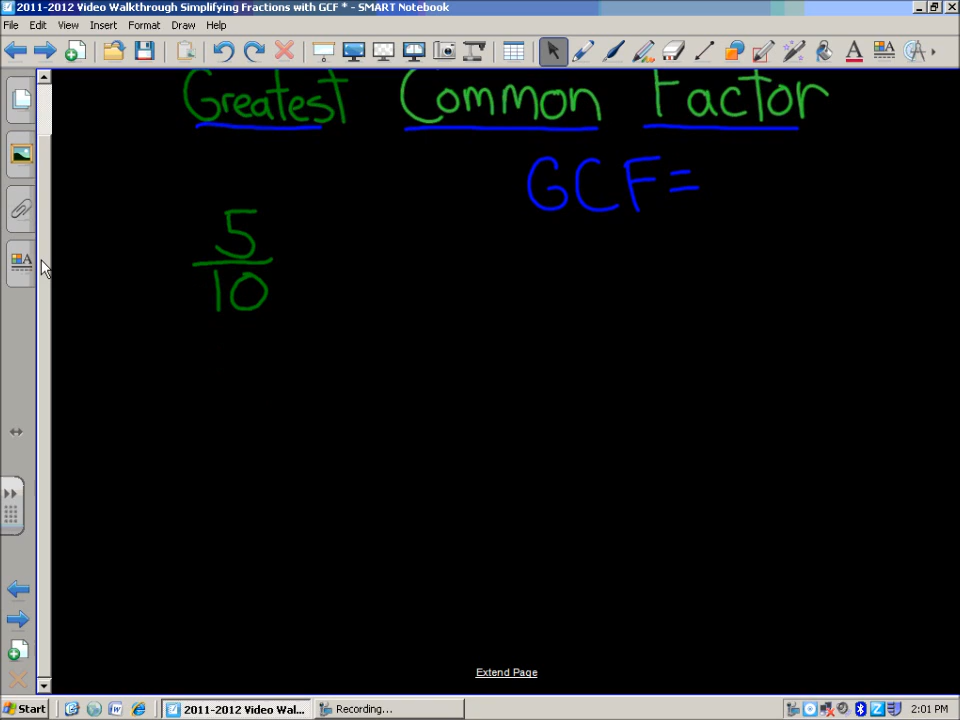 2011-2012 Video Walkthrough Simplifying Fractions with GCF * - SMART Notebook
File Edit View Insert Format Draw Help
Greatest Common Factor
GCF=
5
10
Extend Page
Start 2011-2012 Video Wal... Recording... 2:01 PM